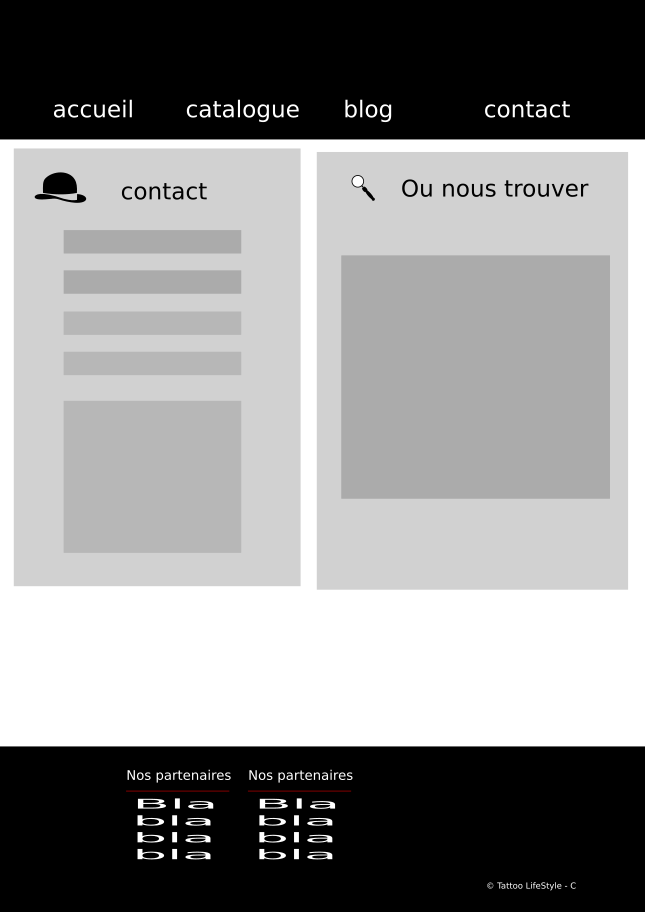 accueil catalogue blog contact
contact
Ou nous trouver
Nos partenaires Nos partenaires
Bla Bla
bla bla
bla bla
bla bla
© Tattoo LifeStyle - C